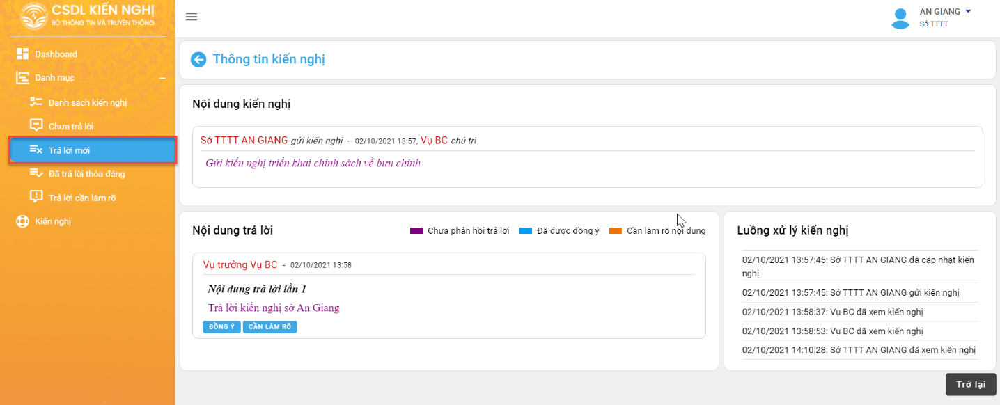 CSDL KIẾN NGHỊ
BỘ THÔNG TIN VÀ TRUYỀN THÔNG
AN GIANG
Sở TTTT
Dashboard
Danh mục
Danh sách kiến nghị
Chưa trả lời
Trả lời mới
Đã trả lời thỏa đáng
Trả lời cần làm rõ
Kiến nghị
Thông tin kiến nghị
Nội dung kiến nghị
Sở TTTT AN GIANG gửi kiến nghị - 02/10/2021 13:57, Vụ BC chủ trì
Gửi kiến nghị triển khai chính sách về bưu chính
Nội dung trả lời
Chưa phản hồi trả lời
Đã được đồng ý
Cần làm rõ nội dung
Vụ trưởng Vụ BC - 02/10/2021 13:58
Nội dung trả lời lần 1
Trả lời kiến nghị sở An Giang
ĐỒNG Ý
CẦN LÀM RÕ
Luồng xử lý kiến nghị
02/10/2021 13:57:45: Sở TTTT AN GIANG đã cập nhật kiến
nghị
02/10/2021 13:57:45: Sở TTTT AN GIANG gửi kiến nghị
02/10/2021 13:58:37: Vụ BC đã xem kiến nghị
02/10/2021 13:58:53: Vụ BC đã xem kiến nghị
02/10/2021 14:10:28: Sở TTTT AN GIANG đã xem kiến nghị
Trở lại